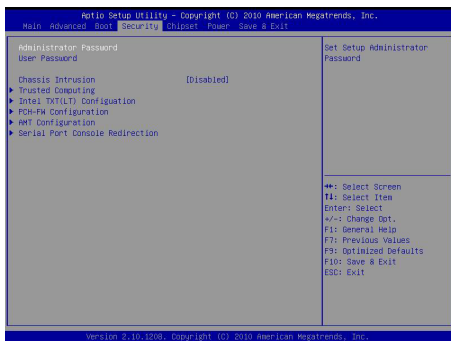 Aptio Setup Utility - Copyright (C) 2010 American Megatrends, Inc.
Main Advanced Boot Security Chipset Power Save & Exit
Administrator Password
User Password
Chassis Intrusion [Disabled]
Trusted Computing
Intel TXT(LT) Configuation
PCH-FW Configuration
AMT Configuration
Serial Port Console Redirection
Set Setup Administrator
Password
→←: Select Screen
↑↓: Select Item
Enter: Select
+/-: Change Opt.
F1: General Help
F7: Previous Values
F9: Optimized Defaults
F10: Save & Exit
ESC: Exit
Version 2.10.1208. Copyright (C) 2010 American Megatrends, Inc.